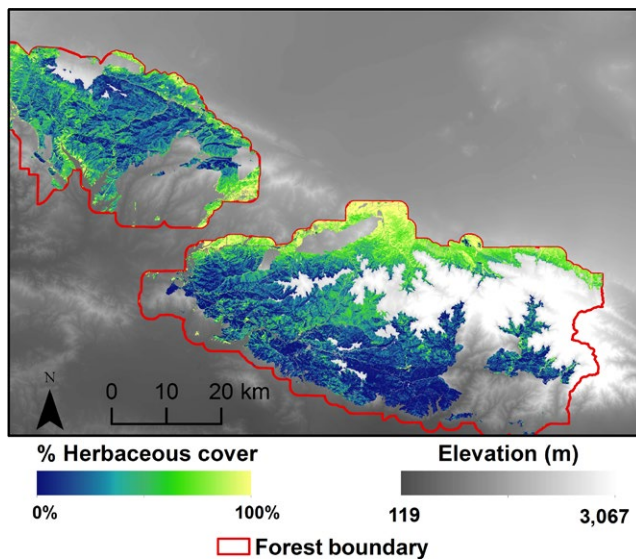 N
0 10 20 km
% Herbaceous cover
Elevation (m)
0% 100%
119 3,067
Forest boundary